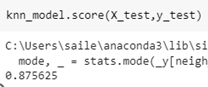 knn_model.score(X_test,y_test)
C:\Users\saile\anaconda3\lib\si
mode, _ = stats.mode(_y[neigh
0.875625